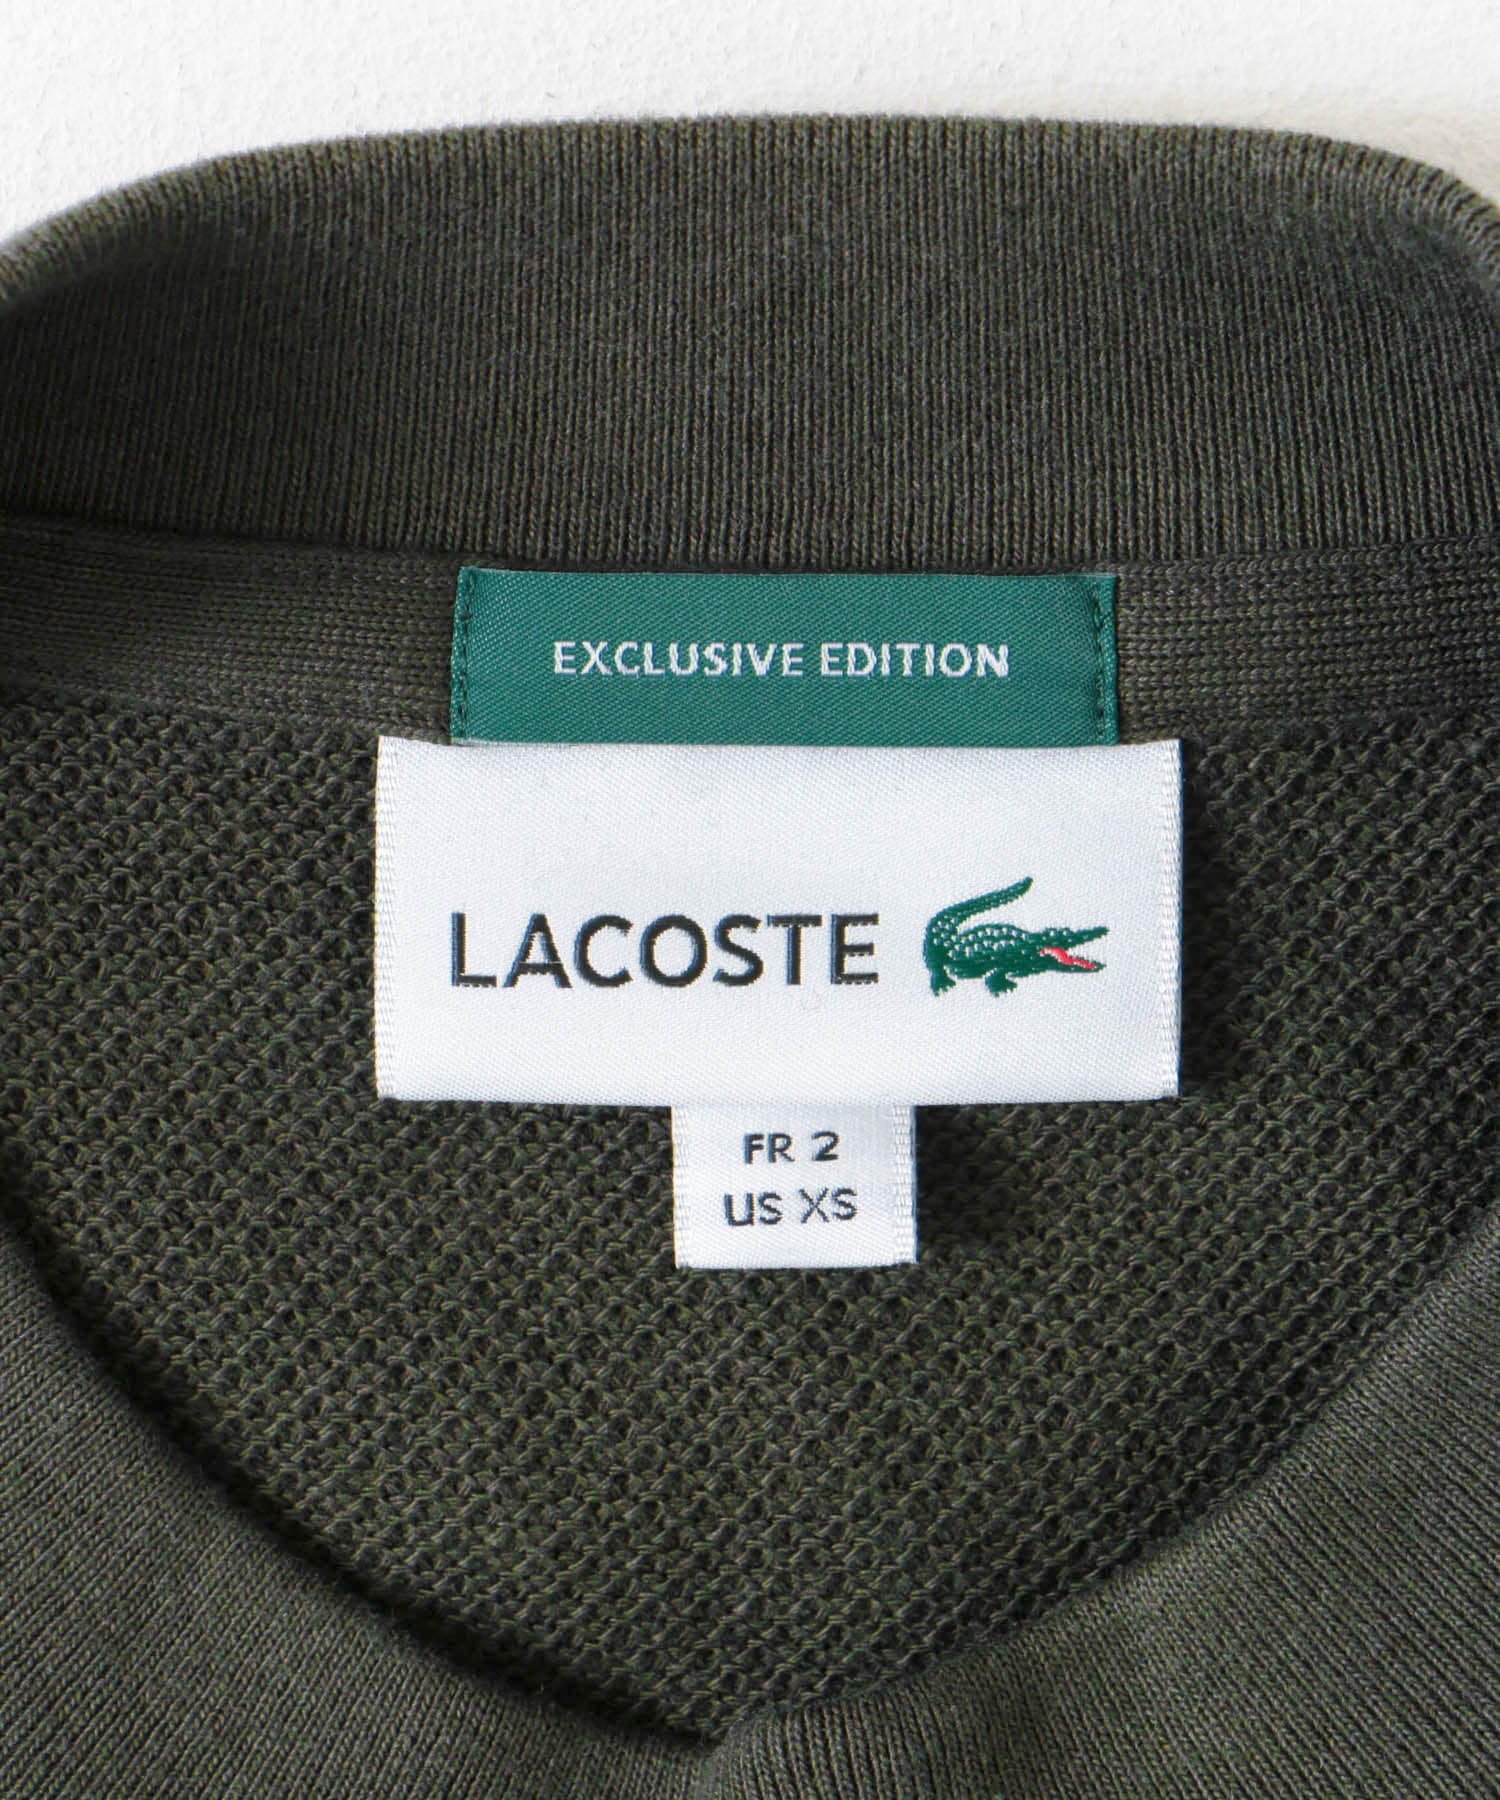 EXCLUSIVE EDITION
LACOSTE
FR 2
US XS